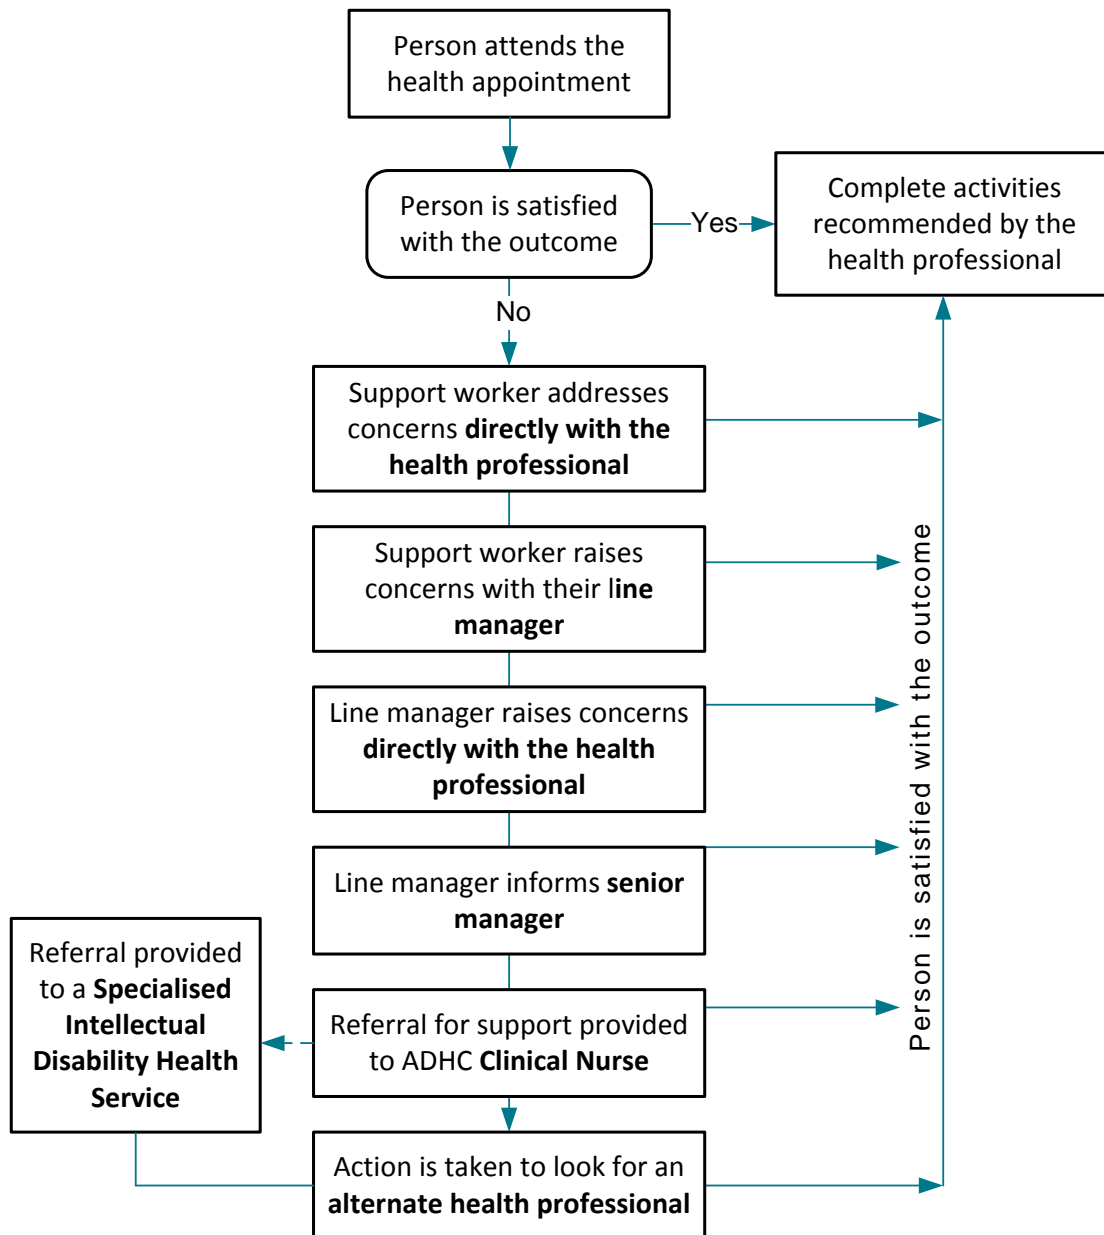 Person attends the
health appointment
Person is satisfied
with the outcome
Yes
Complete activities
recommended by the
health professional
No
Support worker addresses
concerns directly with the
health professional
Support worker raises
concerns with their line
manager
Line manager raises concerns
directly with the health
professional
Line manager informs senior
manager
Referral provided
to a Specialised
Intellectual
Disability Health
Service
Referral for support provided
to ADHC Clinical Nurse
Action is taken to look for an
alternate health professional
Person is satisfied with the outcome